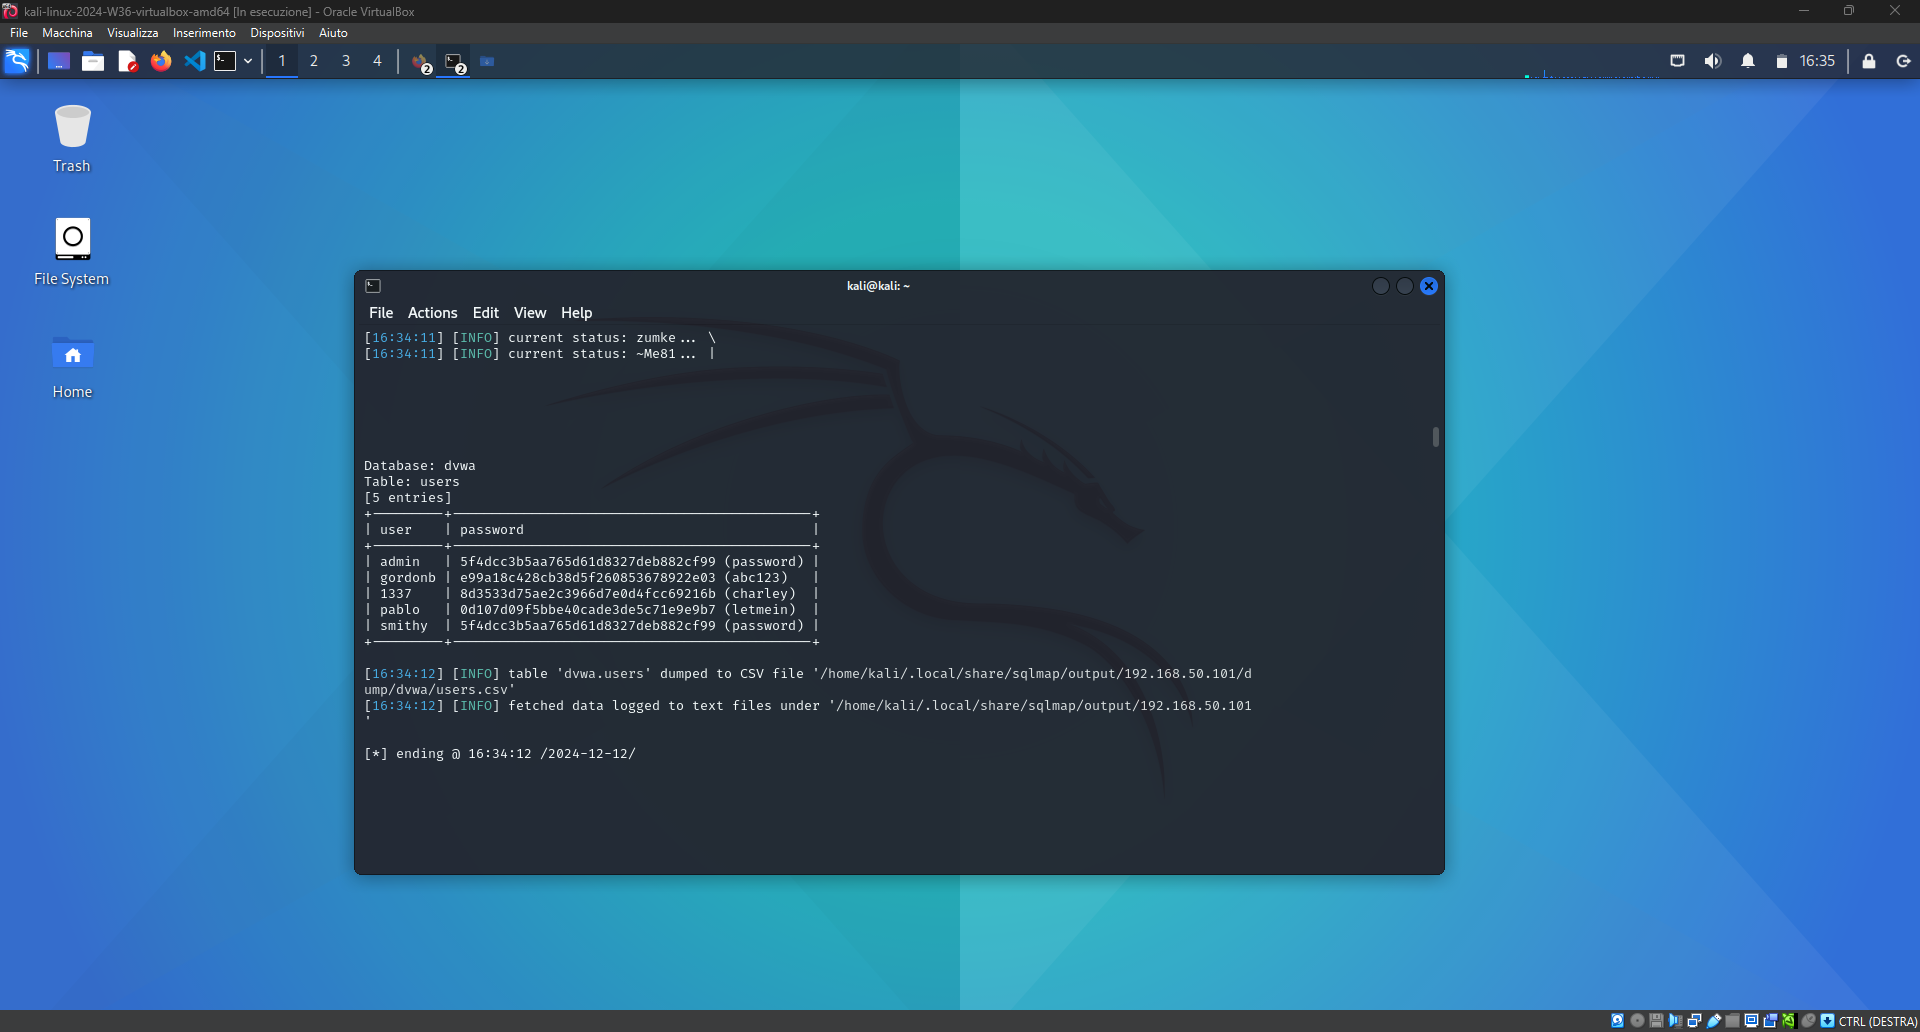 kali-linux-2024-W36-virtualbox-amd64 [In esecuzione] - Oracle VirtualBox
File Macchina Visualizza Inserimento Dispositivi Aiuto
1 2 3 4 2 2 16:35
Trash
File System
Home
kali@kali: ~
File Actions Edit View Help
[16:34:11] [INFO] current status: zumke... \
[16:34:11] [INFO] current status: ~Me81... |
Database: dvwa
Table: users
[5 entries]
+---------+---------------------------------------------+
| user    | password                                    |
+---------+---------------------------------------------+
| admin   | 5f4dcc3b5aa765d61d8327deb882cf99 (password) |
| gordonb | e99a18c428cb38d5f260853678922e03 (abc123)   |
| 1337    | 8d3533d75ae2c3966d7e0d4fcc69216b (charley)  |
| pablo   | 0d107d09f5bbe40cade3de5c71e9e9b7 (letmein)  |
| smithy  | 5f4dcc3b5aa765d61d8327deb882cf99 (password) |
+---------+---------------------------------------------+
[16:34:12] [INFO] table 'dvwa.users' dumped to CSV file '/home/kali/.local/share/sqlmap/output/192.168.50.101/d
ump/dvwa/users.csv'
[16:34:12] [INFO] fetched data logged to text files under '/home/kali/.local/share/sqlmap/output/192.168.50.101
'
[*] ending @ 16:34:12 /2024-12-12/
CTRL (DESTRA)